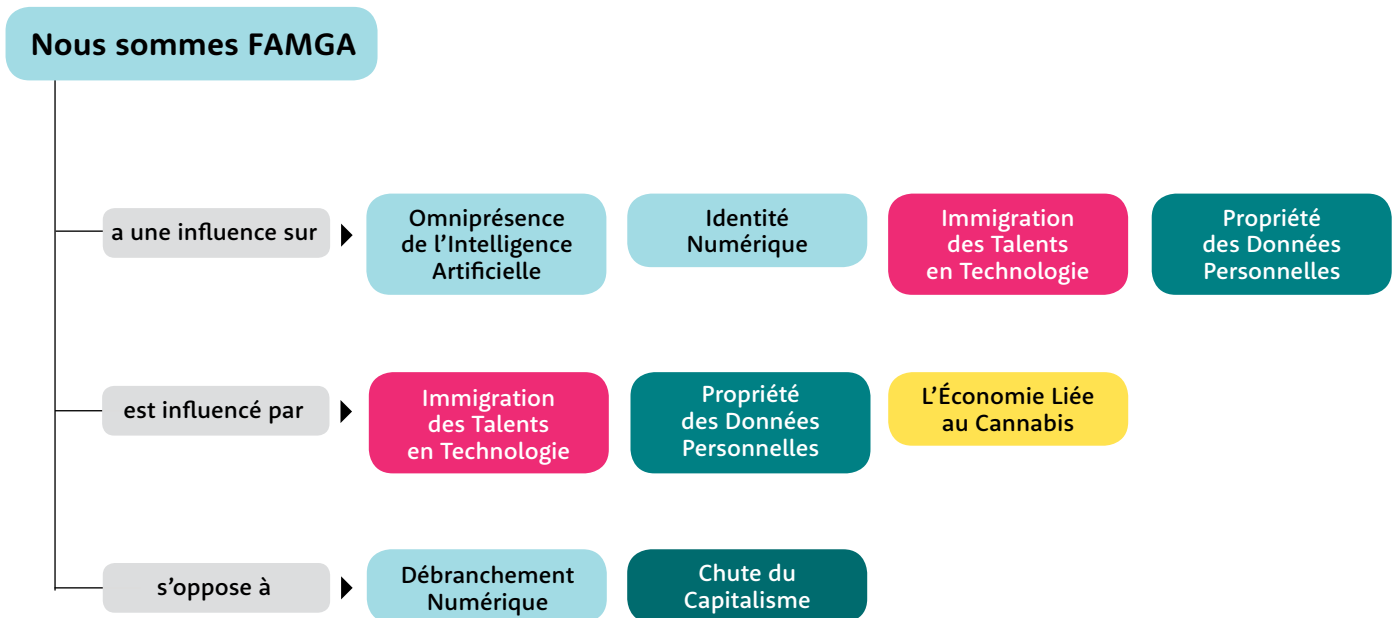 Nous sommes FAMGA
a une influence sur
Omniprésence
de l’Intelligence
Artificielle
Identité
Numérique
Immigration
des Talents
en Technologie
Propriété
des Données
Personnelles
est influencé par
Immigration
des Talents
en Technologie
Propriété
des Données
Personnelles
L’Économie Liée
au Cannabis
s’oppose à
Débranchement
Numérique
Chute du
Capitalisme